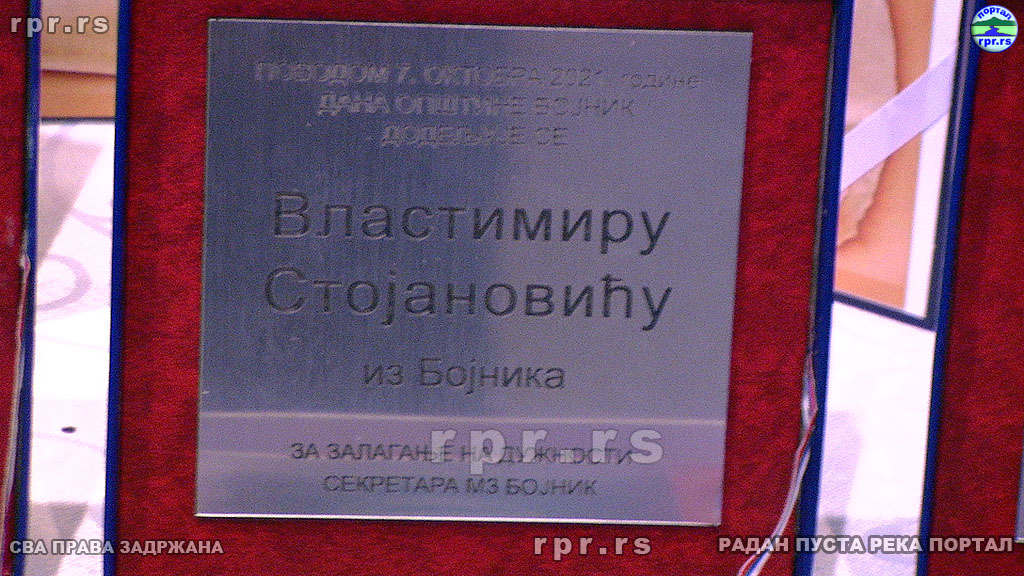 rpr.rs
портал
rpr.rs
ПОВОДОМ 7. ОКТОБРА 2021. године
ДАНА ОПШТИНЕ БОЈНИК
ДОДЕЉУЈЕ СЕ
Властимиру
Стојановићу
из Бојника
rpr.rs
ЗА ЗАЛАГАЊЕ НА ДУЖНОСТИ
СЕКРЕТАРА МЗ БОЈНИК
СВА ПРАВА ЗАДРЖАНА
rpr.rs
РАДАН ПУСТА РЕКА ПОРТАЛ